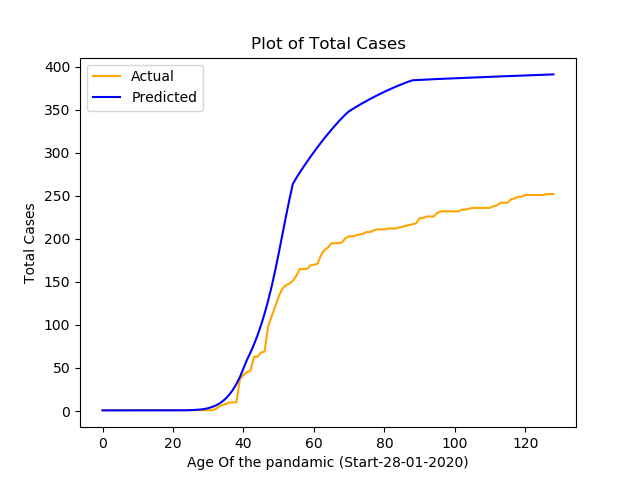 Plot of Total Cases
Actual
Predicted
400
350
300
250
200
150
100
50
0
Total Cases
0 20 40 60 80 100 120
Age Of the pandamic (Start-28-01-2020)